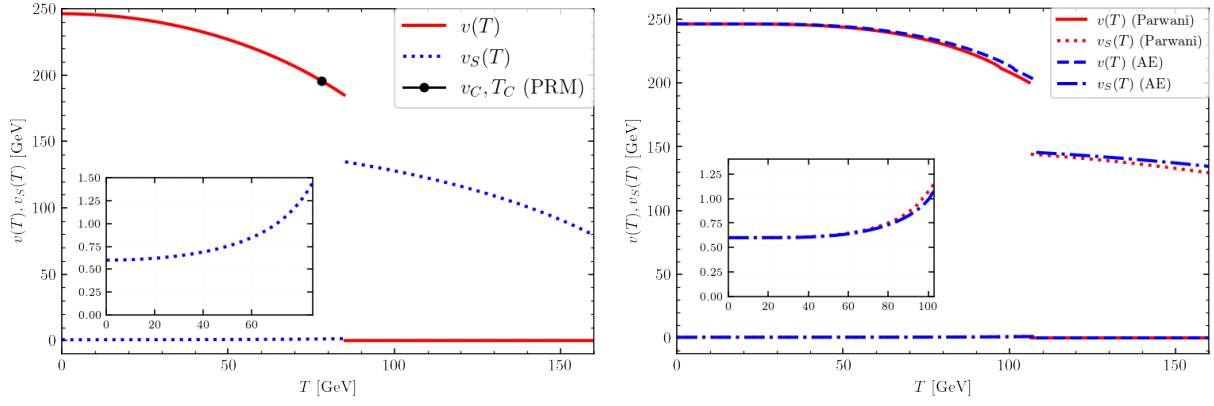 250
200
150
100
50
0
v(T), v_S(T) [GeV]
v(T)
v_S(T)
v_C, T_C (PRM)
1.50
1.25
1.00
0.75
0.50
0.25
0.00
0 20 40 60
0 50 100 150
T [GeV]
250
200
150
100
50
0
v(T), v_S(T) [GeV]
v(T) (Parwani)
v_S(T) (Parwani)
v(T) (AE)
v_S(T) (AE)
1.25
1.00
0.75
0.50
0.25
0.00
0 20 40 60 80 100
0 50 100 150
T [GeV]